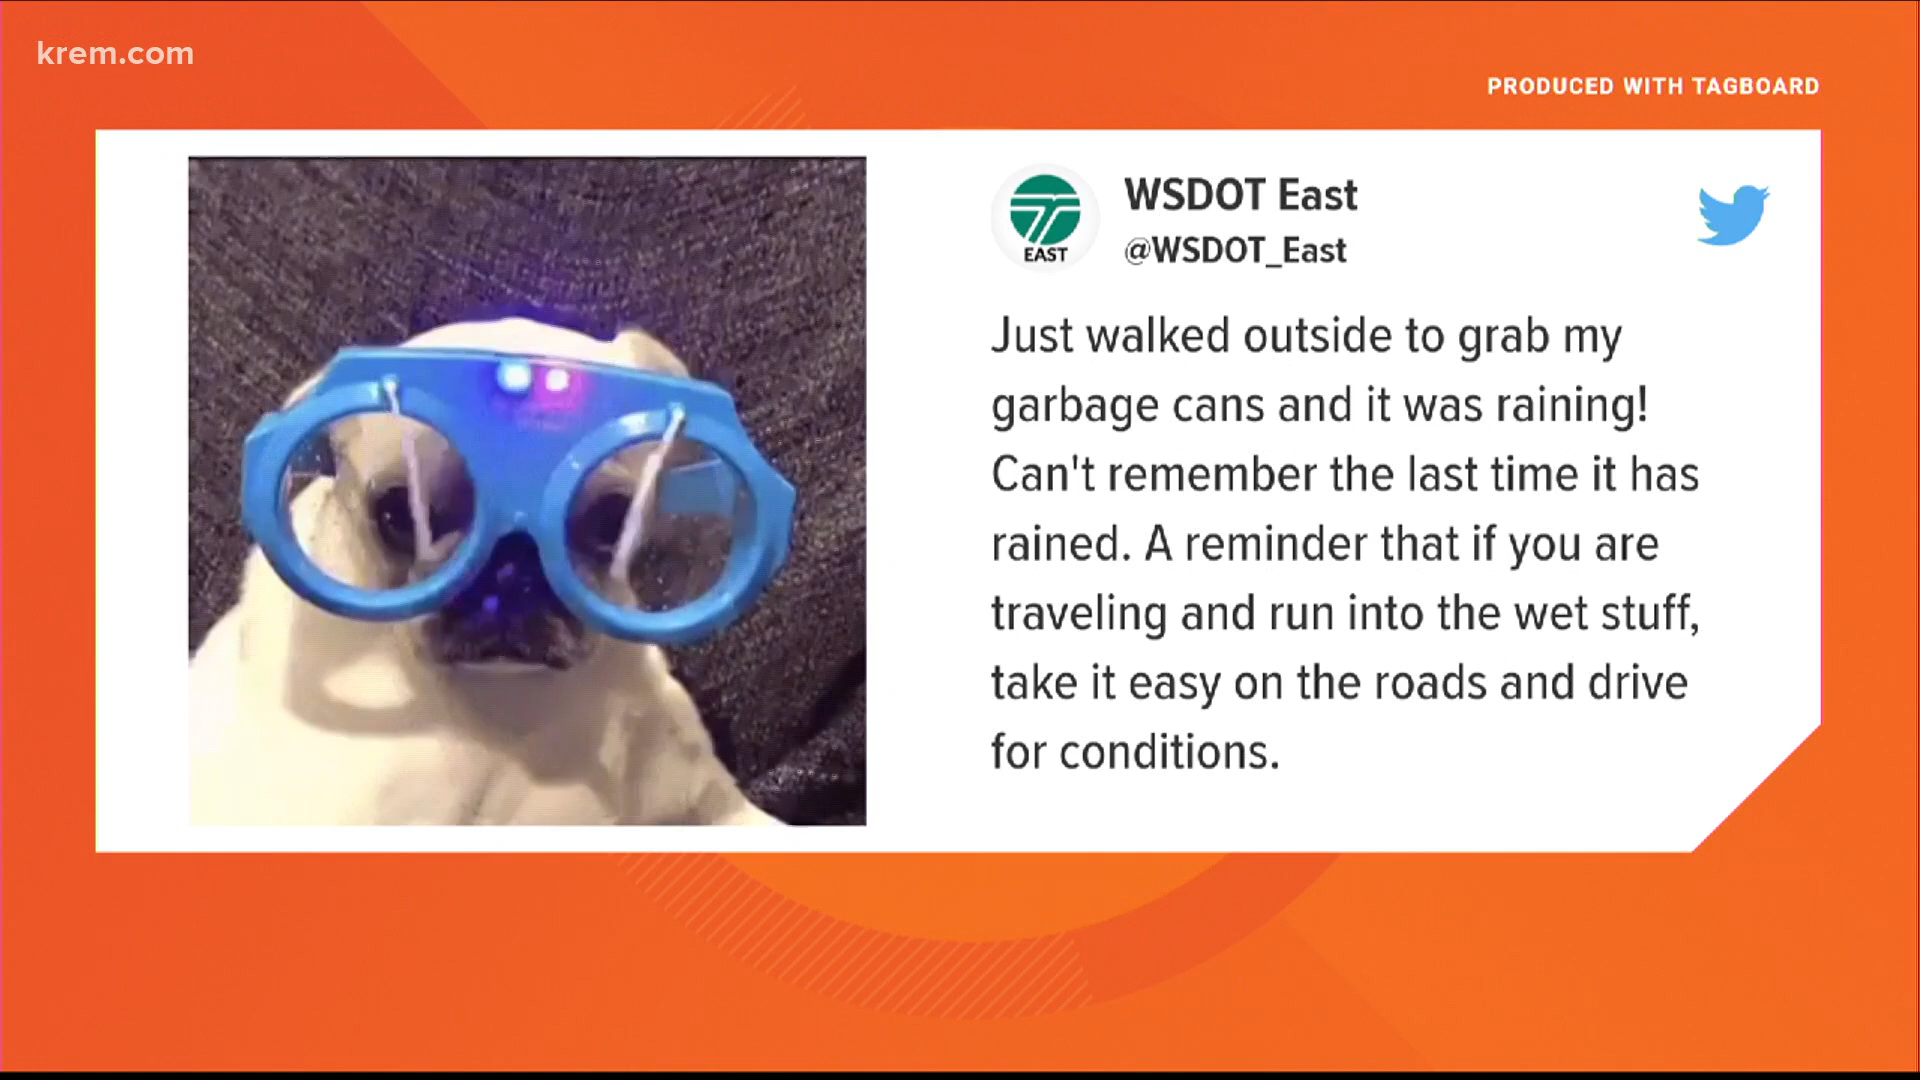 krem.com
PRODUCED WITH TAGBOARD
EAST
WSDOT East
@WSDOT_East
Just walked outside to grab my
garbage cans and it was raining!
Can't remember the last time it has
rained. A reminder that if you are
traveling and run into the wet stuff,
take it easy on the roads and drive
for conditions.